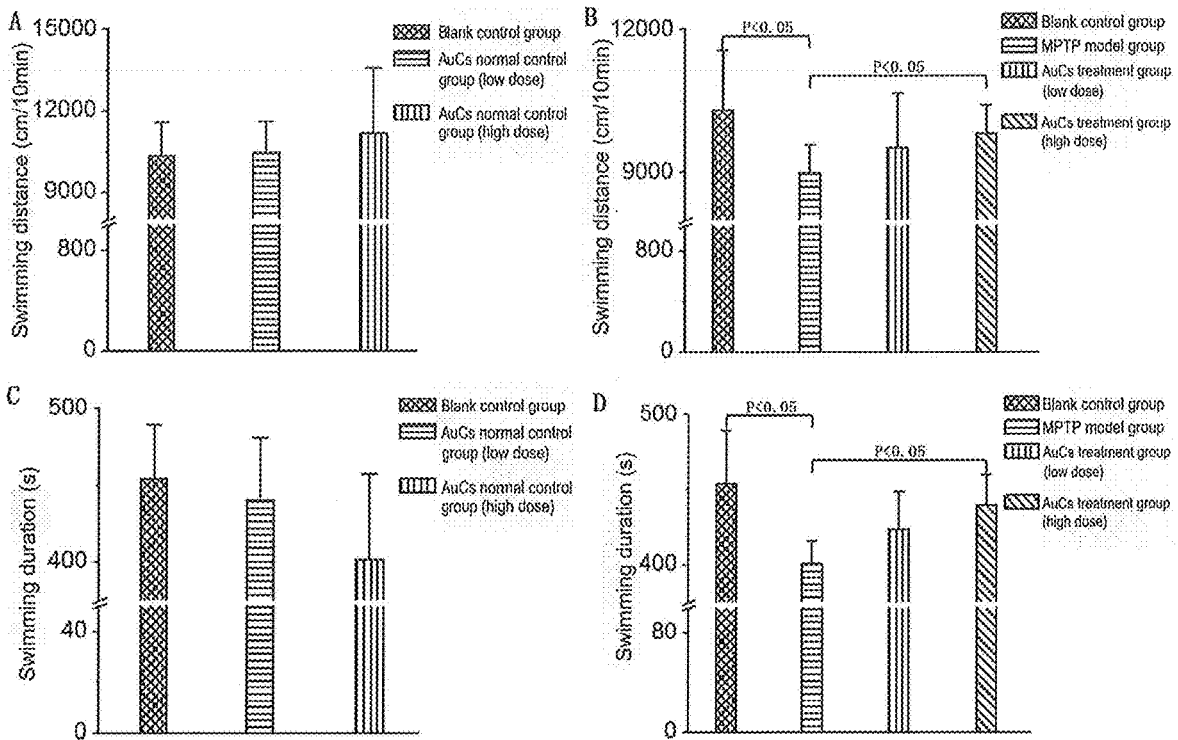 A
15000
12000
9000
800
0
Swimming distance (cm/10min)
Blank control group
AuCs normal control
group (low dose)
AuCs normal control
group (high dose)
B
12000
9000
800
0
Swimming distance (cm/10min)
P<0.05
P<0.05
Blank control group
MPTP model group
AuCs treatment group
(low dose)
AuCs treatment group
(high dose)
C
500
400
40
0
Swimming duration (s)
Blank control group
AuCs normal control
group (low dose)
AuCs normal control
group (high dose)
D
500
400
80
0
Swimming duration (s)
P<0.05
P<0.05
Blank control group
MPTP model group
AuCs treatment group
(low dose)
AuCs treatment group
(high dose)